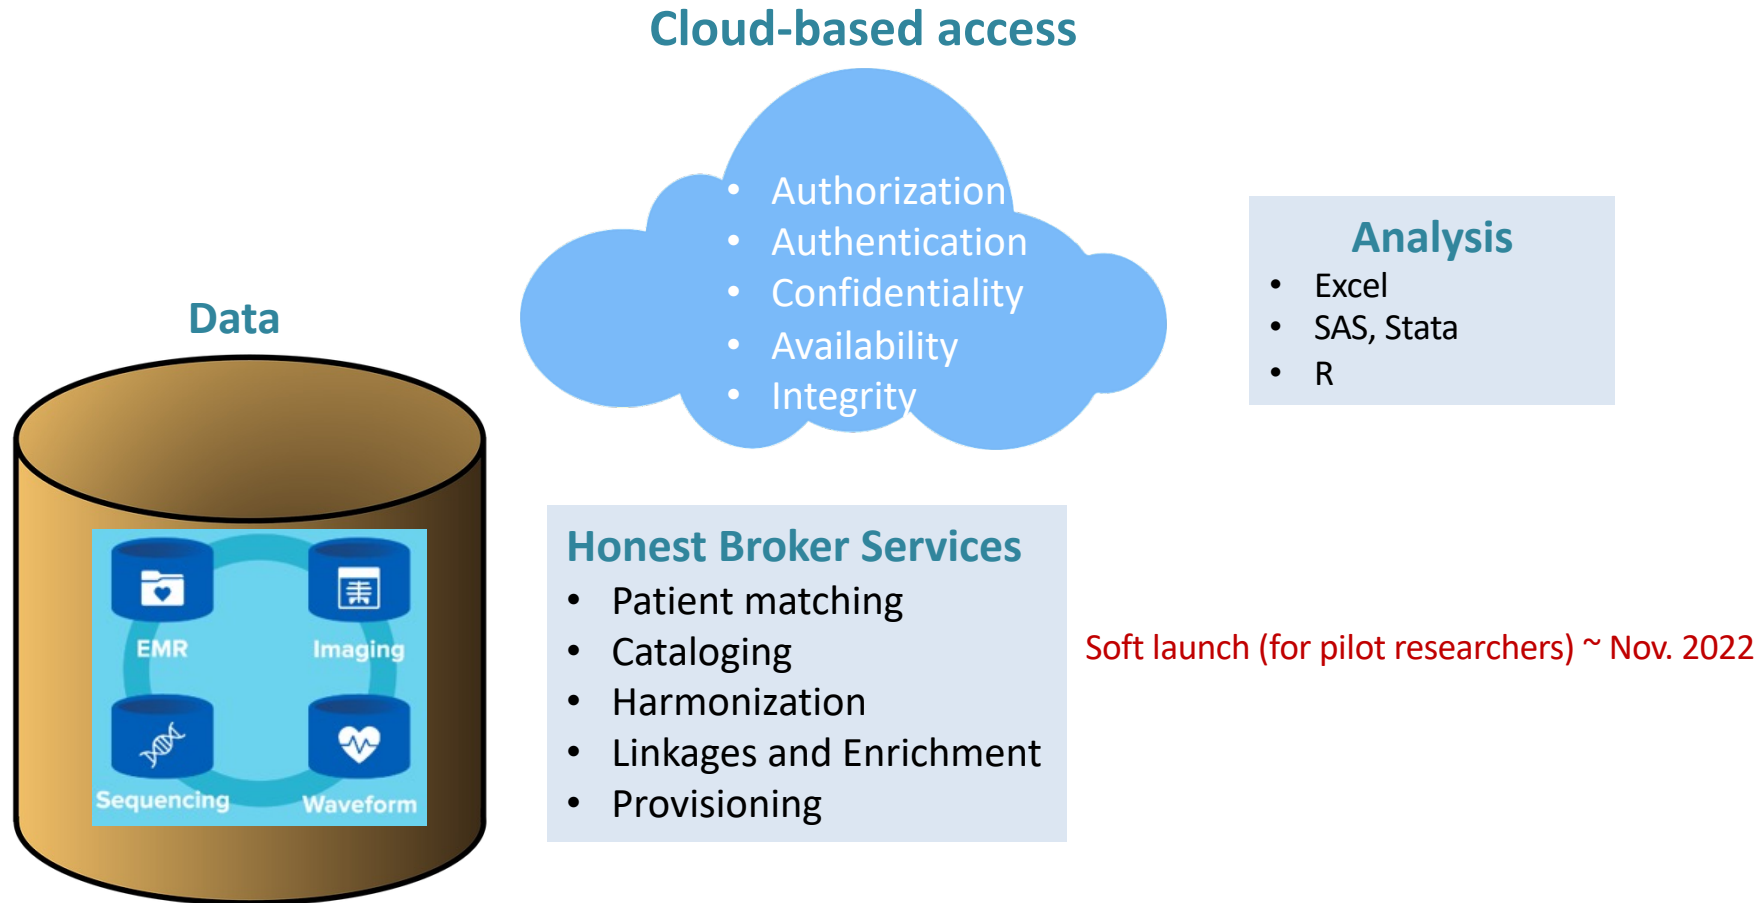 Cloud-based access
• Authorization
• Authentication
• Confidentiality
• Availability
• Integrity
Analysis
• Excel
• SAS, Stata
• R
Data
EMR
Imaging
Sequencing
Waveform
Honest Broker Services
• Patient matching
• Cataloging
• Harmonization
• Linkages and Enrichment
• Provisioning
Soft launch (for pilot researchers) ~ Nov. 2022